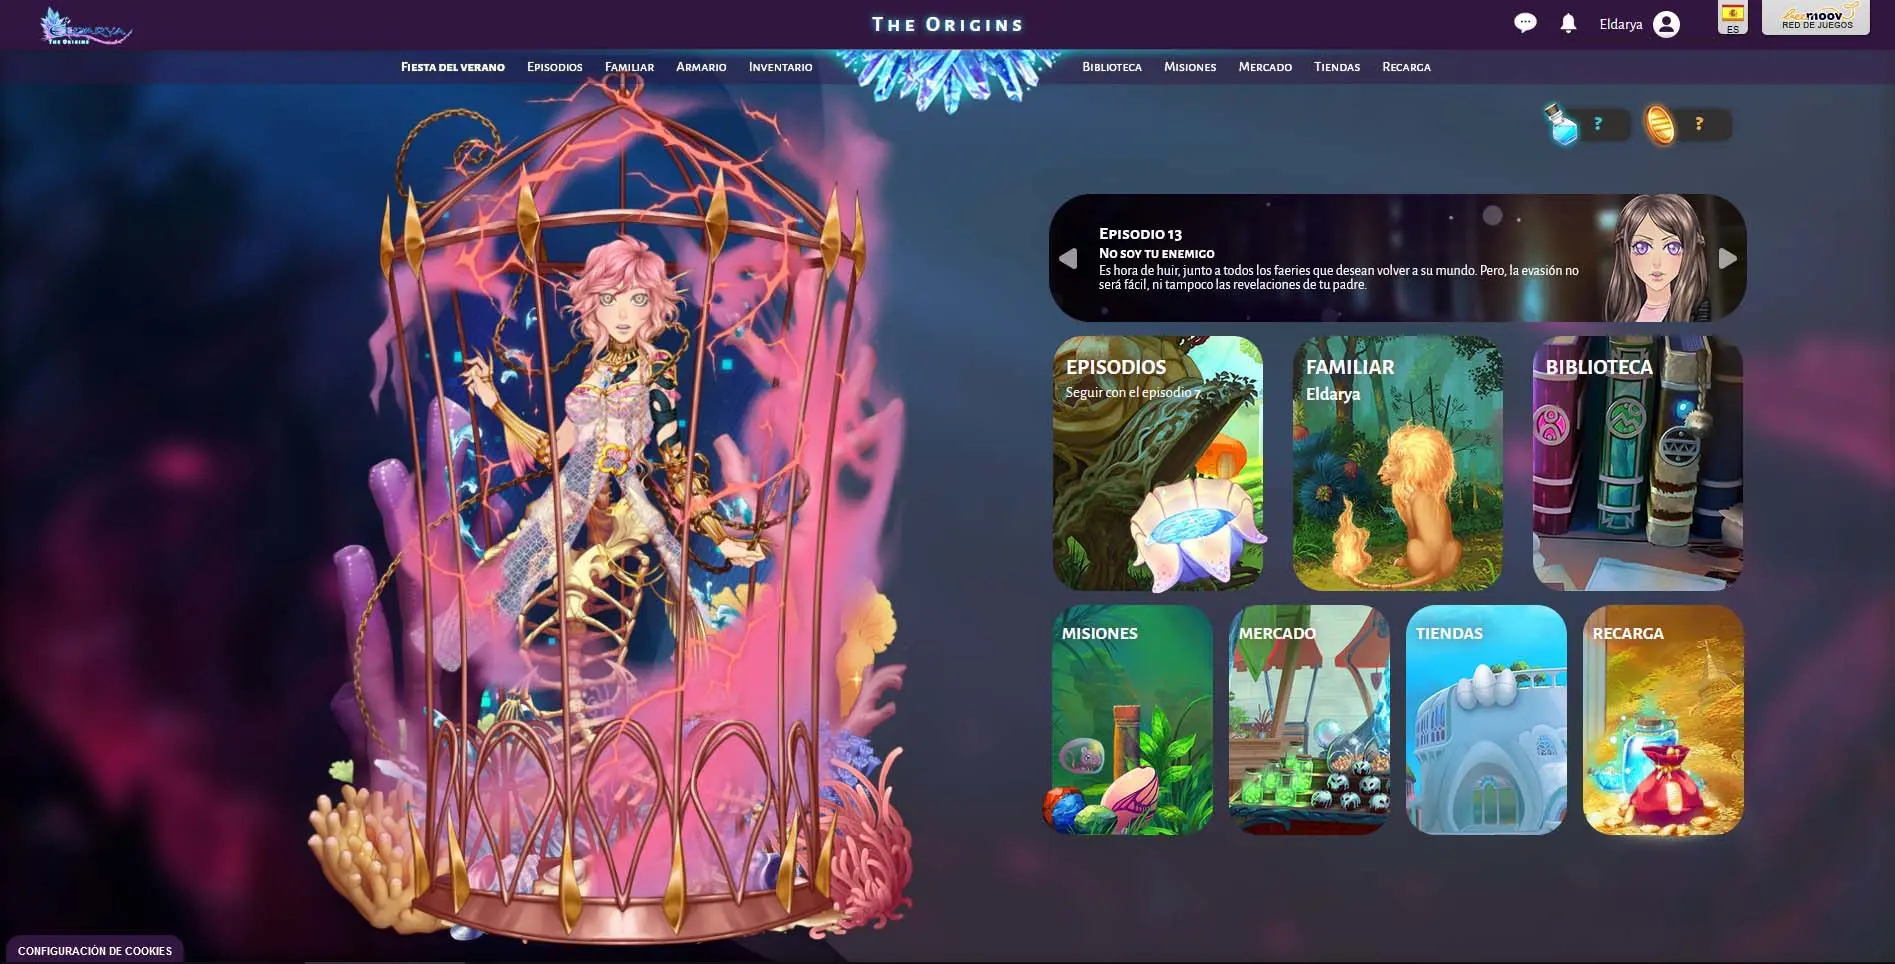 ELDARYA
THE ORIGINS
THE ORIGINS
Eldarya
ES
beemoov
RED DE JUEGOS
FIESTA DEL VERANO
EPISODIOS
FAMILIAR
ARMARIO
INVENTARIO
BIBLIOTECA
MISIONES
MERCADO
TIENDAS
RECARGA
?
?
EPISODIO 13
NO SOY TU ENEMIGO
Es hora de huir, junto a todos los faeries que desean volver a su mundo. Pero, la evasión no
será fácil, ni tampoco las revelaciones de tu padre.
EPISODIOS
Seguir con el episodio 7...
FAMILIAR
Eldarya
BIBLIOTECA
MISIONES
MERCADO
TIENDAS
RECARGA
CONFIGURACIÓN DE COOKIES